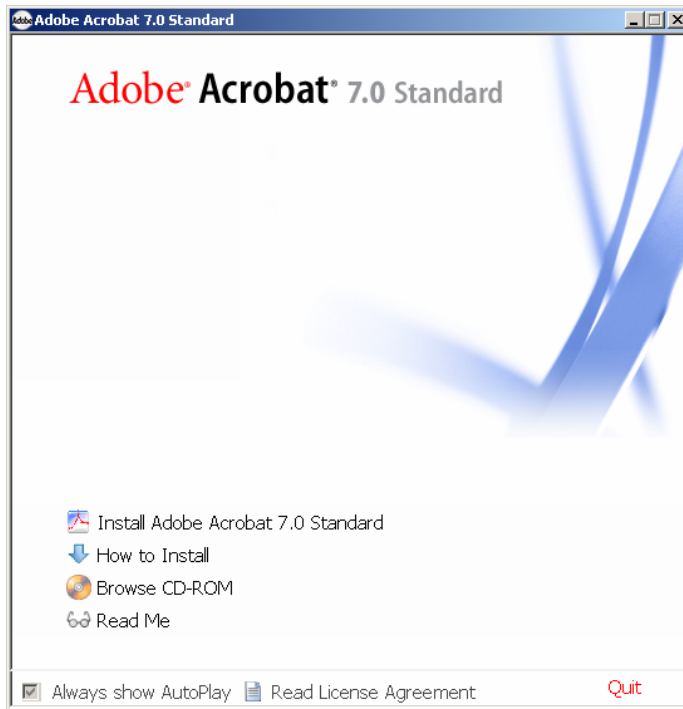 Adobe Adobe Acrobat 7.0 Standard
Adobe® Acrobat® 7.0 Standard
Install Adobe Acrobat 7.0 Standard
How to Install
Browse CD-ROM
Read Me
Always show AutoPlay Read License Agreement Quit